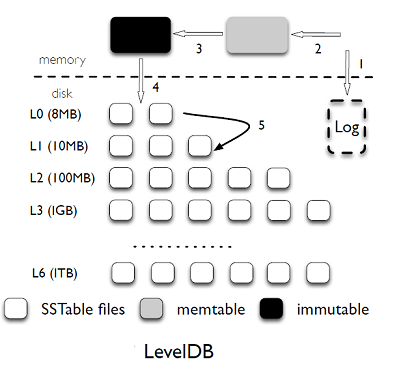 3
2
memory
1
disk
4
L0 (8MB)
5
Log
L1 (10MB)
L2 (100MB)
L3 (1GB)
L6 (1TB)
SSTable files
memtable
immutable
LevelDB